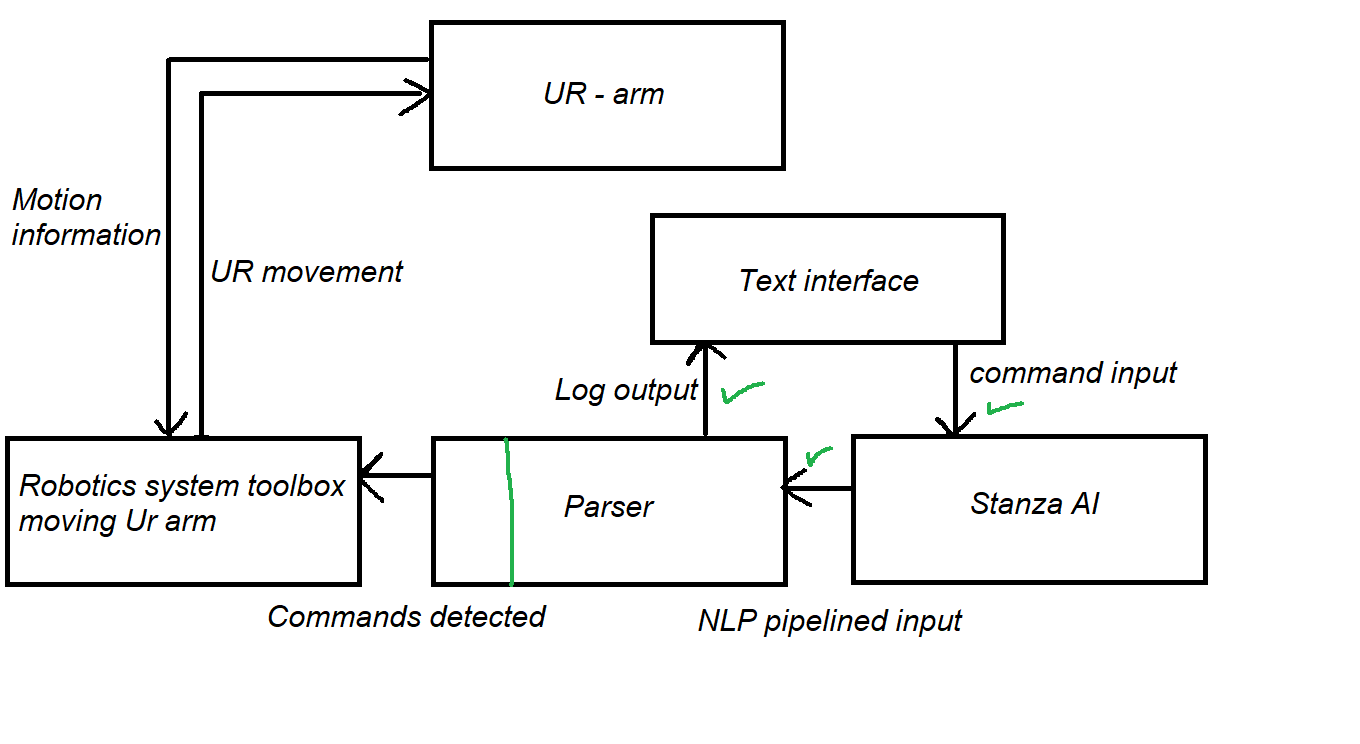 UR - arm
Motion
information
UR movement
Text interface
Log output
command input
Robotics system toolbox
moving Ur arm
Parser
Stanza AI
Commands detected
NLP pipelined input